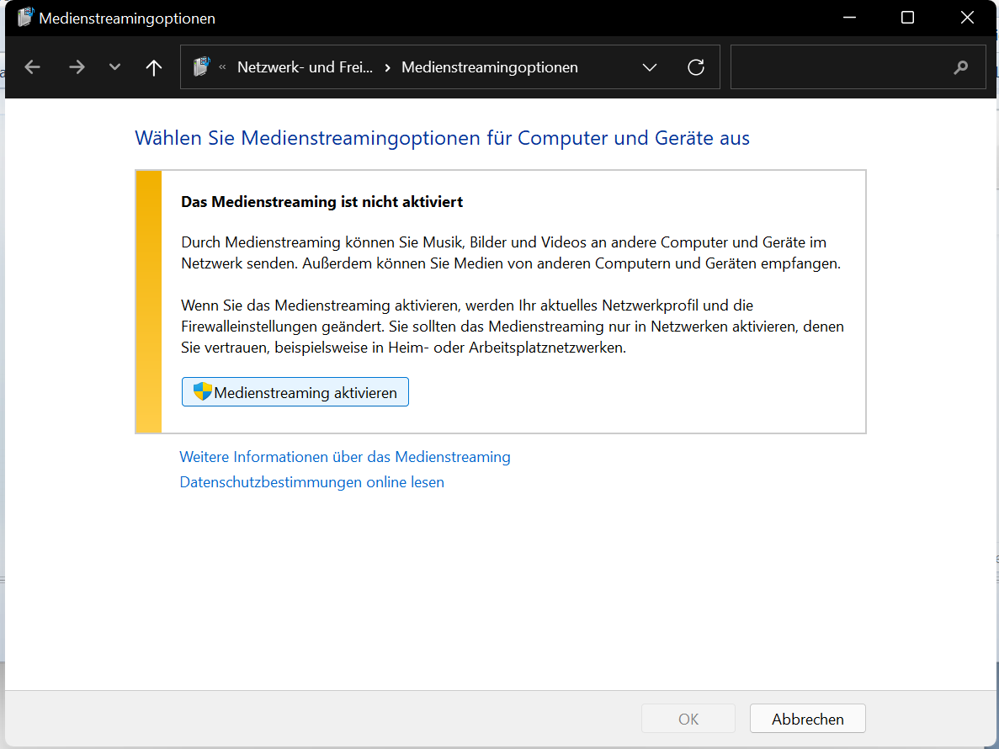 Medienstreamingoptionen
« Netzwerk- und Frei... › Medienstreamingoptionen
Wählen Sie Medienstreamingoptionen für Computer und Geräte aus
Das Medienstreaming ist nicht aktiviert
Durch Medienstreaming können Sie Musik, Bilder und Videos an andere Computer und Geräte im
Netzwerk senden. Außerdem können Sie Medien von anderen Computern und Geräten empfangen.
Wenn Sie das Medienstreaming aktivieren, werden Ihr aktuelles Netzwerkprofil und die
Firewalleinstellungen geändert. Sie sollten das Medienstreaming nur in Netzwerken aktivieren, denen
Sie vertrauen, beispielsweise in Heim- oder Arbeitsplatznetzwerken.
Medienstreaming aktivieren
Weitere Informationen über das Medienstreaming
Datenschutzbestimmungen online lesen
OK Abbrechen